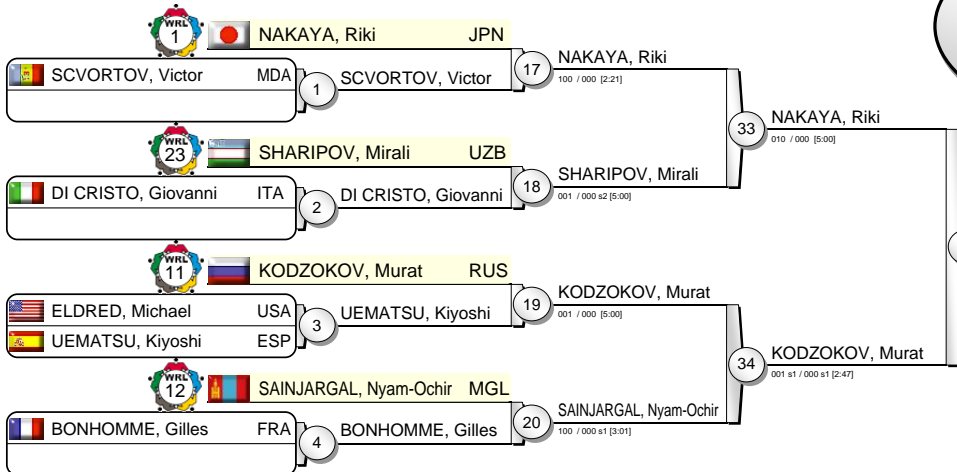 WRL 1 NAKAYA, Riki JPN
SCVORTOV, Victor MDA
1 SCVORTOV, Victor
17 NAKAYA, Riki
100 / 000 [2:21]
WRL 23 SHARIPOV, Mirali UZB
DI CRISTO, Giovanni ITA
2 DI CRISTO, Giovanni
18 SHARIPOV, Mirali
001 / 000 s2 [5:00]
33 NAKAYA, Riki
010 / 000 [5:00]
WRL 11 KODZOKOV, Murat RUS
ELDRED, Michael USA
UEMATSU, Kiyoshi ESP
3 UEMATSU, Kiyoshi
19 KODZOKOV, Murat
001 / 000 [5:00]
WRL 12 SAINJARGAL, Nyam-Ochir MGL
BONHOMME, Gilles FRA
4 BONHOMME, Gilles
20 SAINJARGAL, Nyam-Ochir
100 / 000 s1 [3:01]
34 KODZOKOV, Murat
001 s1 / 000 s1 [2:47]